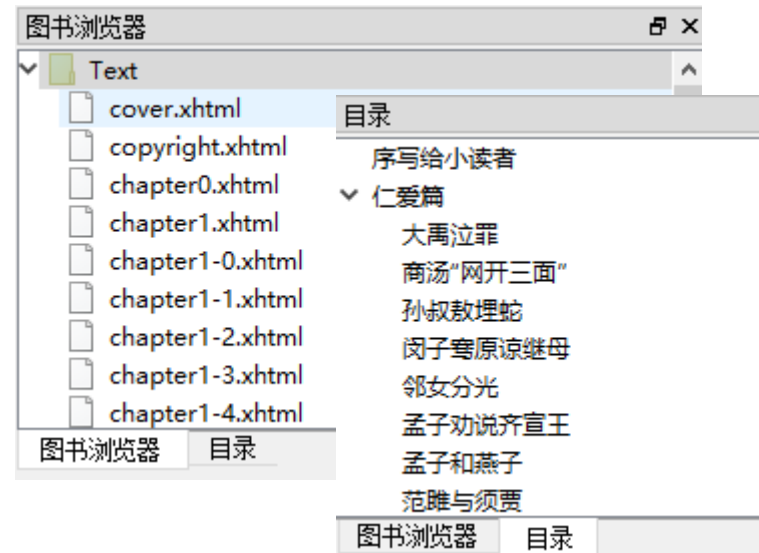 图书浏览器
Text
cover.xhtml
copyright.xhtml
chapter0.xhtml
chapter1.xhtml
chapter1-0.xhtml
chapter1-1.xhtml
chapter1-2.xhtml
chapter1-3.xhtml
chapter1-4.xhtml
图书浏览器 目录
目录
序写给小读者
仁爱篇
大禹泣罪
商汤“网开三面”
孙叔敖埋蛇
闵子骞原谅继母
邻女分光
孟子劝说齐宣王
孟子和燕子
范雎与须贾
图书浏览器 目录